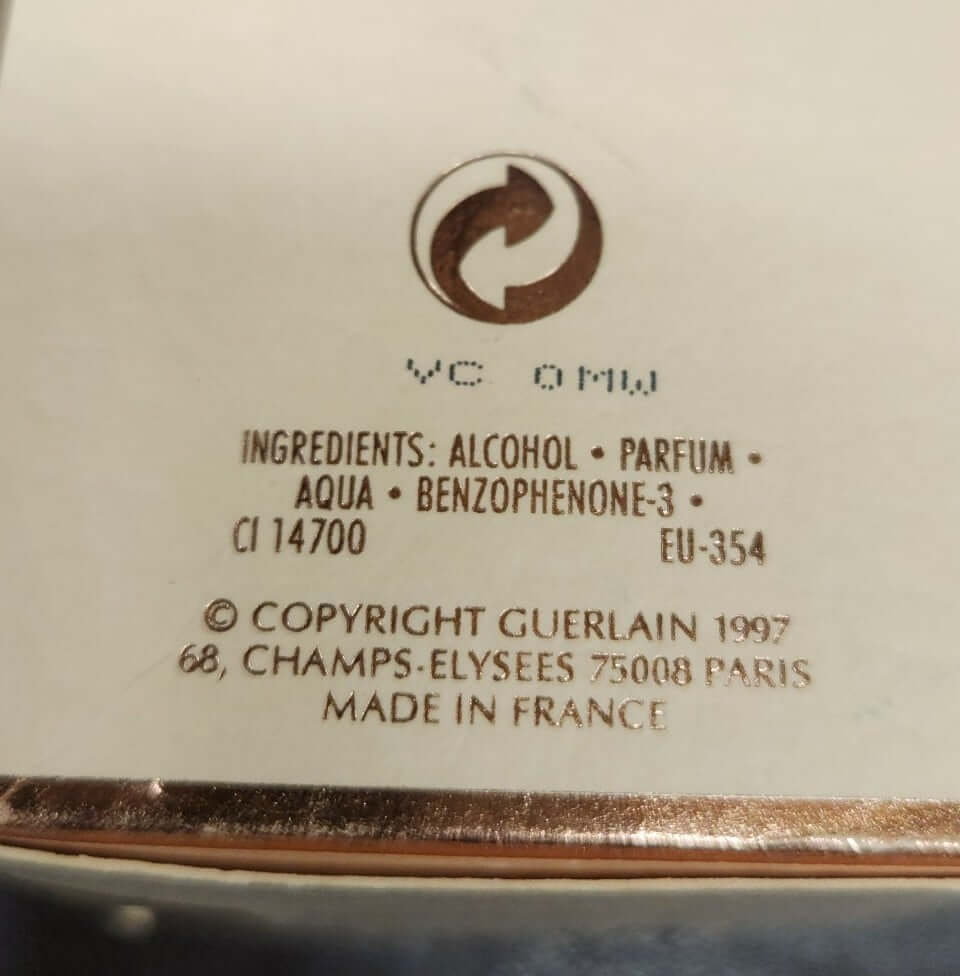 VC OMW
INGREDIENTS: ALCOHOL • PARFUM •
AQUA • BENZOPHENONE-3 •
CI 14700 EU-354
© COPYRIGHT GUERLAIN 1997
68, CHAMPS-ELYSEES 75008 PARIS
MADE IN FRANCE